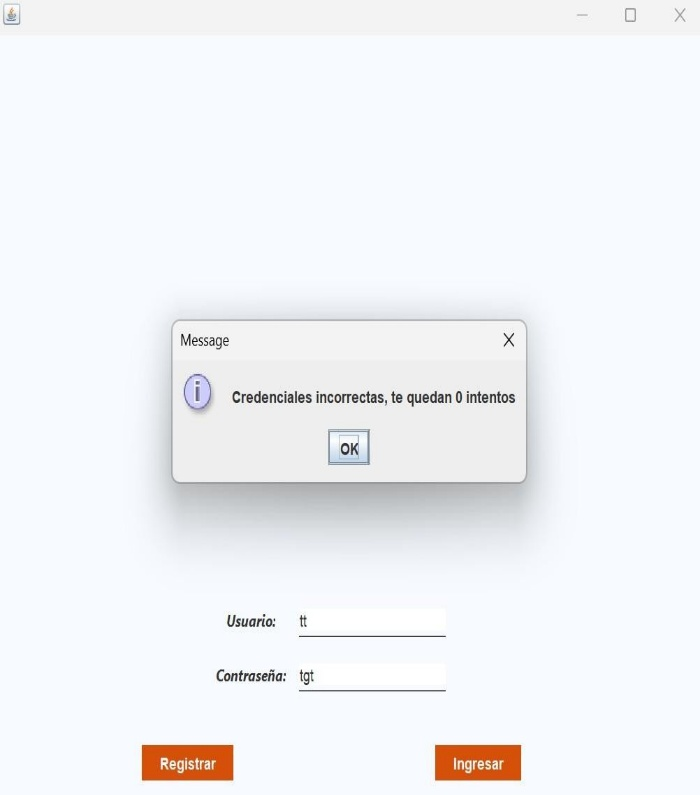 Message
Credenciales incorrectas, te quedan 0 intentos
OK
Usuario: tt
Contraseña: tgt
Registrar Ingresar